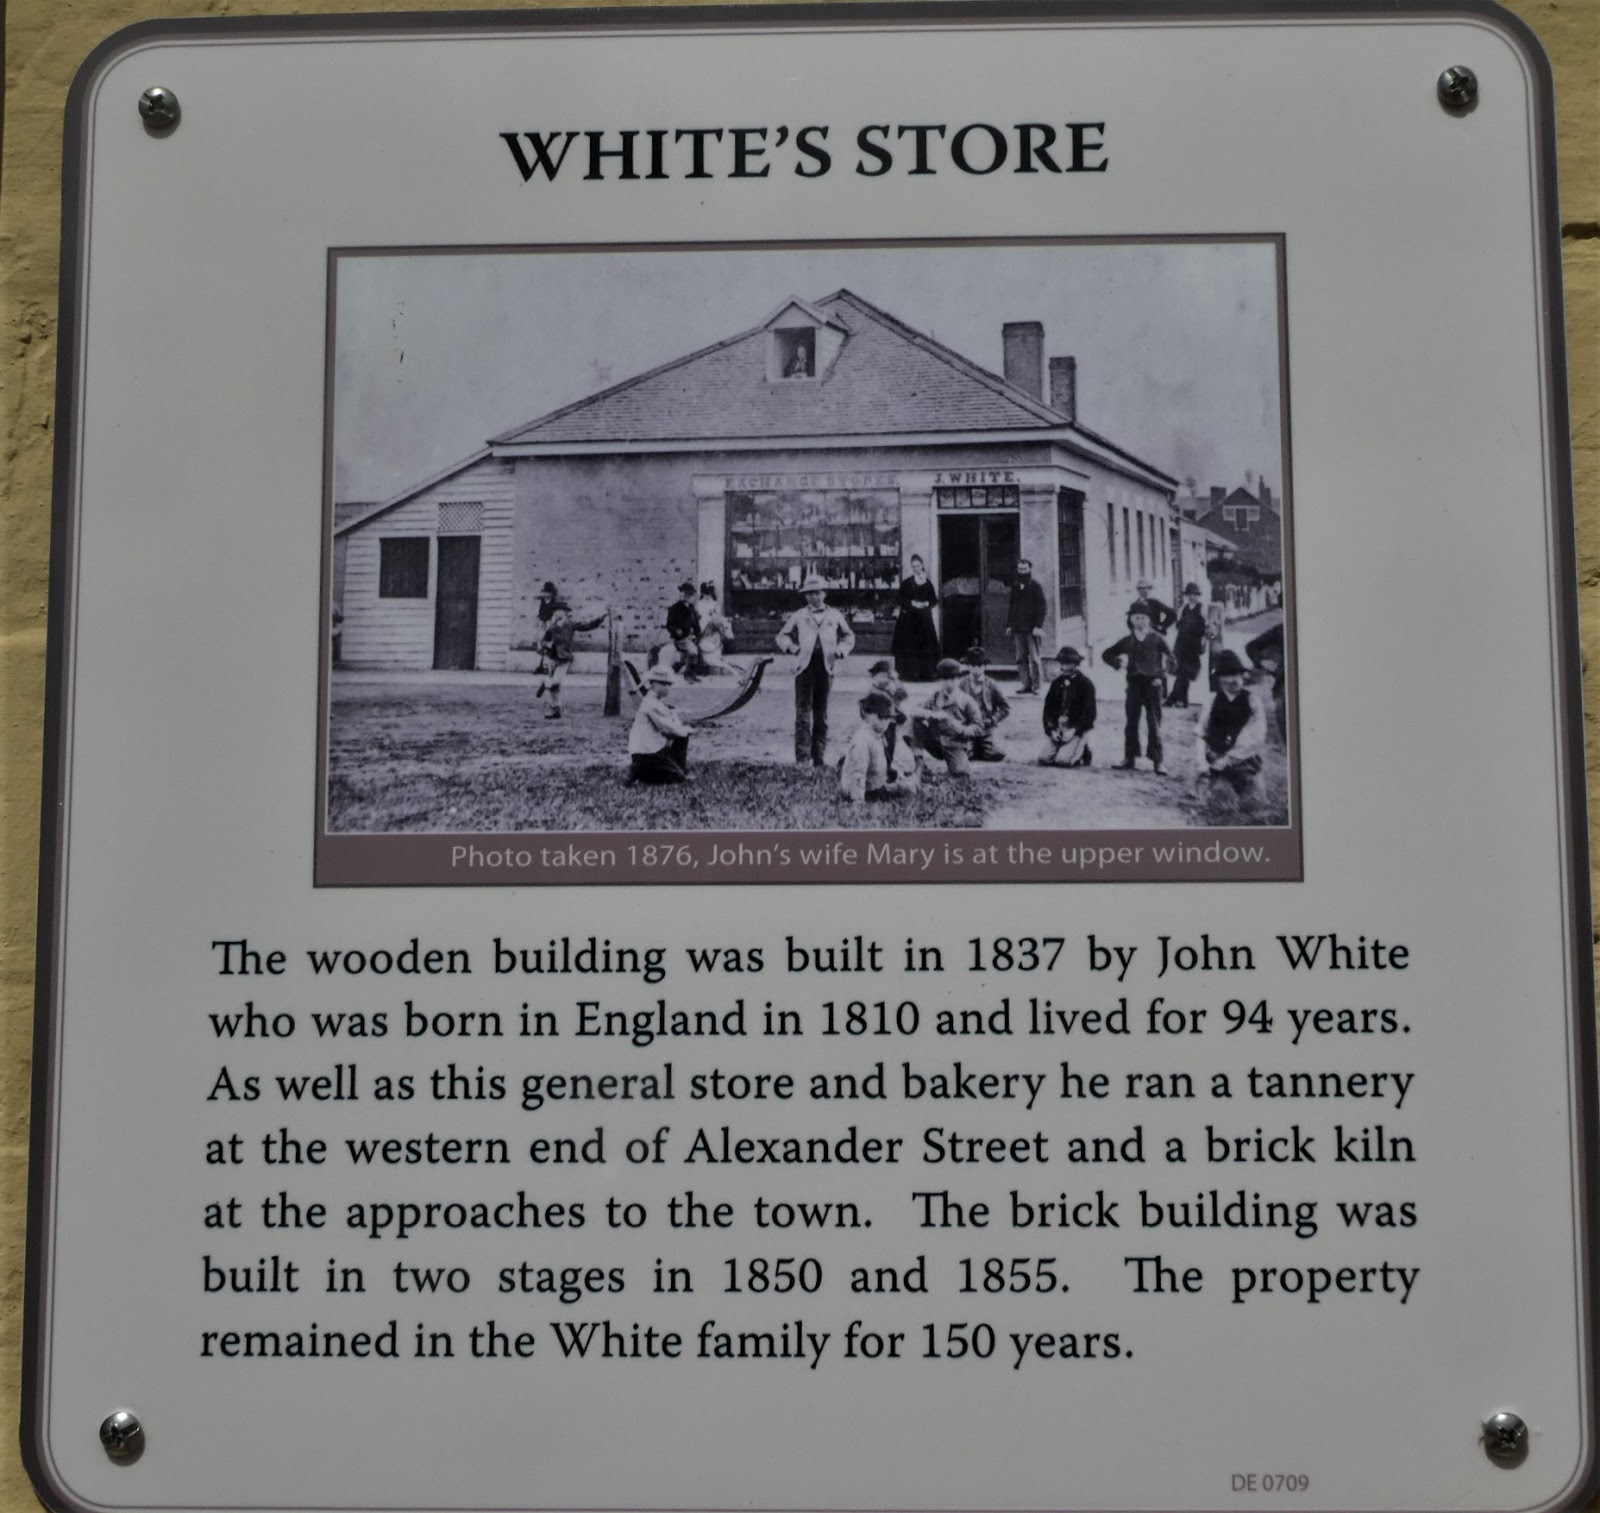 WHITE'S STORE
EXCHANGE STORES.
J. WHITE.
Photo taken 1876, John's wife Mary is at the upper window.
The wooden building was built in 1837 by John White
who was born in England in 1810 and lived for 94 years.
As well as this general store and bakery he ran a tannery
at the western end of Alexander Street and a brick kiln
at the approaches to the town. The brick building was
built in two stages in 1850 and 1855. The property
remained in the White family for 150 years.
DE 0709